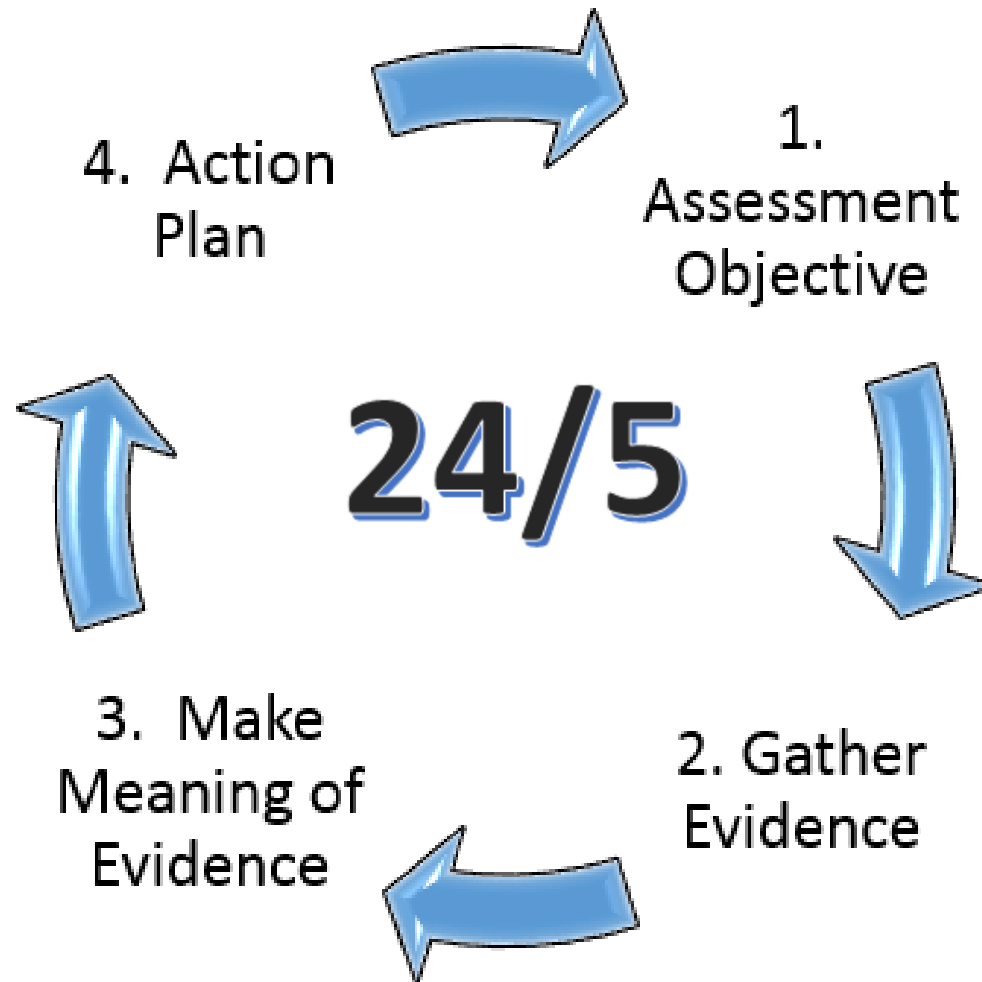 1.
Assessment
Objective
2. Gather
Evidence
3. Make
Meaning of
Evidence
4. Action
Plan
24/5